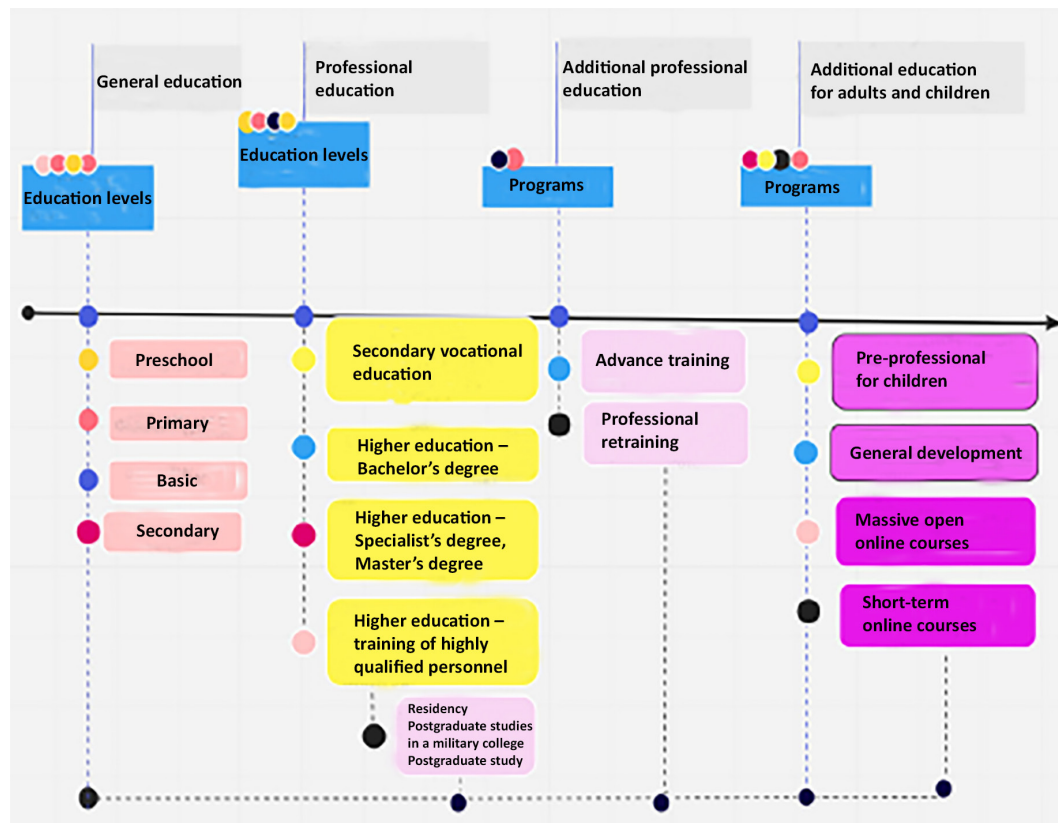 General education
Professional
education
Additional professional
education
Additional education
for adults and children
Education levels
Education levels
Programs
Programs
Preschool
Primary
Basic
Secondary
Secondary vocational
education
Higher education –
Bachelor's degree
Higher education –
Specialist's degree,
Master's degree
Higher education –
training of highly
qualified personnel
Residency
Postgraduate studies
in a military college
Postgraduate study
Advance training
Professional
retraining
Pre-professional
for children
General development
Massive open
online courses
Short-term
online courses